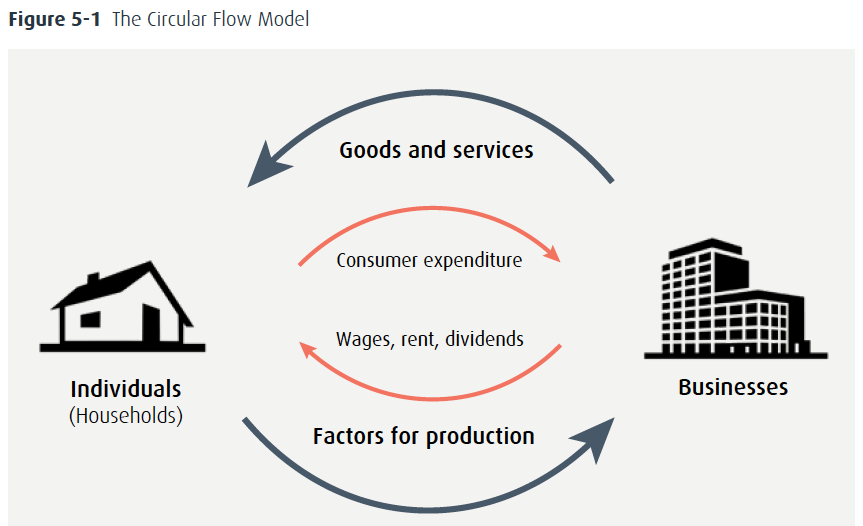 Figure 5-1 The Circular Flow Model
Goods and services
Consumer expenditure
Wages, rent, dividends
Individuals
(Households)
Businesses
Factors for production